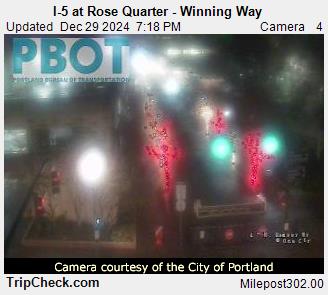 I-5 at Rose Quarter - Winning Way
Updated Dec 29 2024 7:18 PM Camera 4
PBOT
PORTLAND BUREAU OF TRANSPORTATION
Camera courtesy of the City of Portland
TripCheck.com Milepost302.00